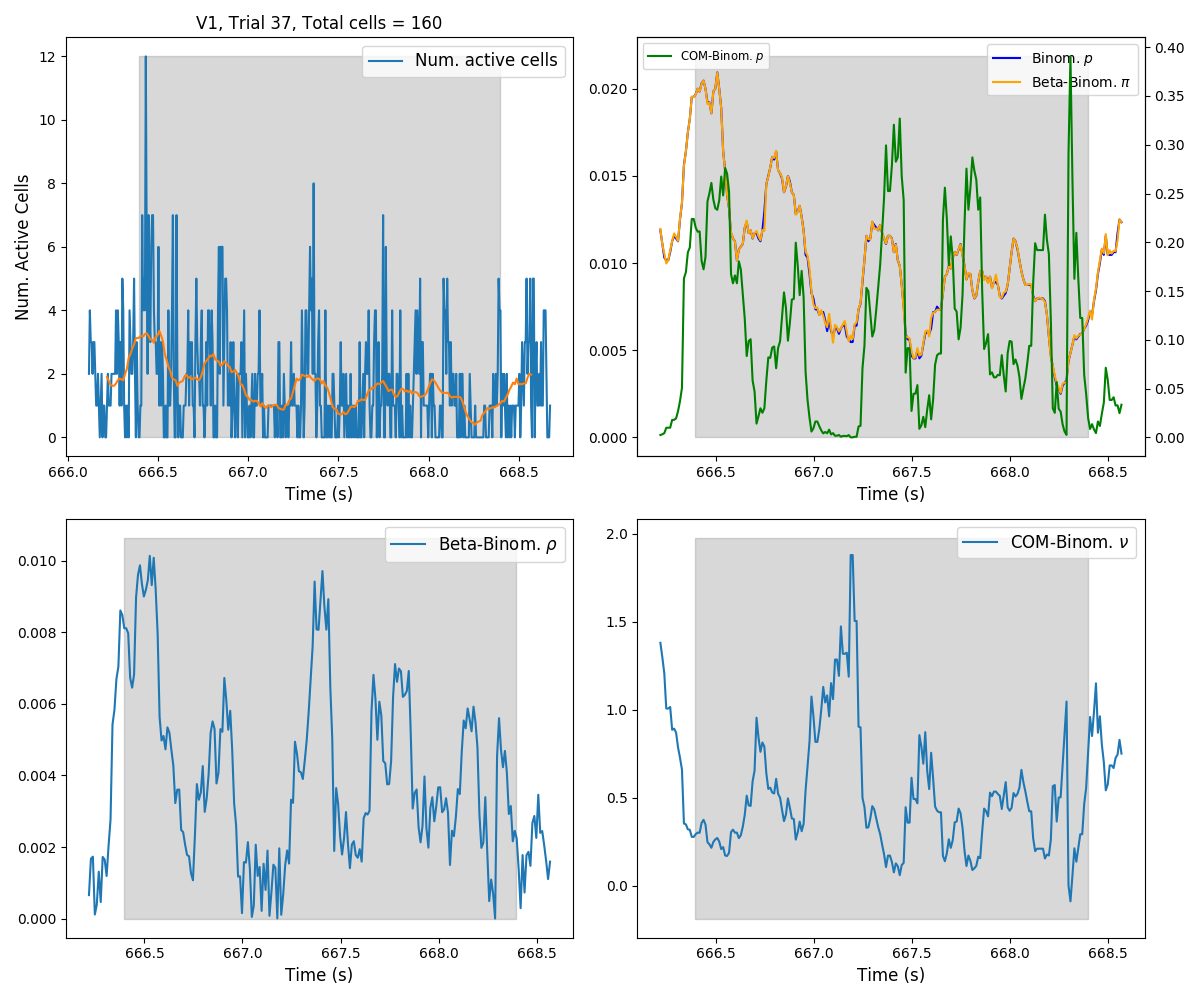 V1, Trial 37, Total cells = 160
Num. active cells
Num. Active Cells
12
10
8
6
4
2
0
666.0 666.5 667.0 667.5 668.0 668.5
Time (s)
COM-Binom. p
Binom. p
Beta-Binom. π
0.020
0.015
0.010
0.005
0.000
0.40
0.35
0.30
0.25
0.20
0.15
0.10
0.05
0.00
666.5 667.0 667.5 668.0 668.5
Time (s)
Beta-Binom. ρ
0.010
0.008
0.006
0.004
0.002
0.000
666.5 667.0 667.5 668.0 668.5
Time (s)
COM-Binom. ν
2.0
1.5
1.0
0.5
0.0
666.5 667.0 667.5 668.0 668.5
Time (s)